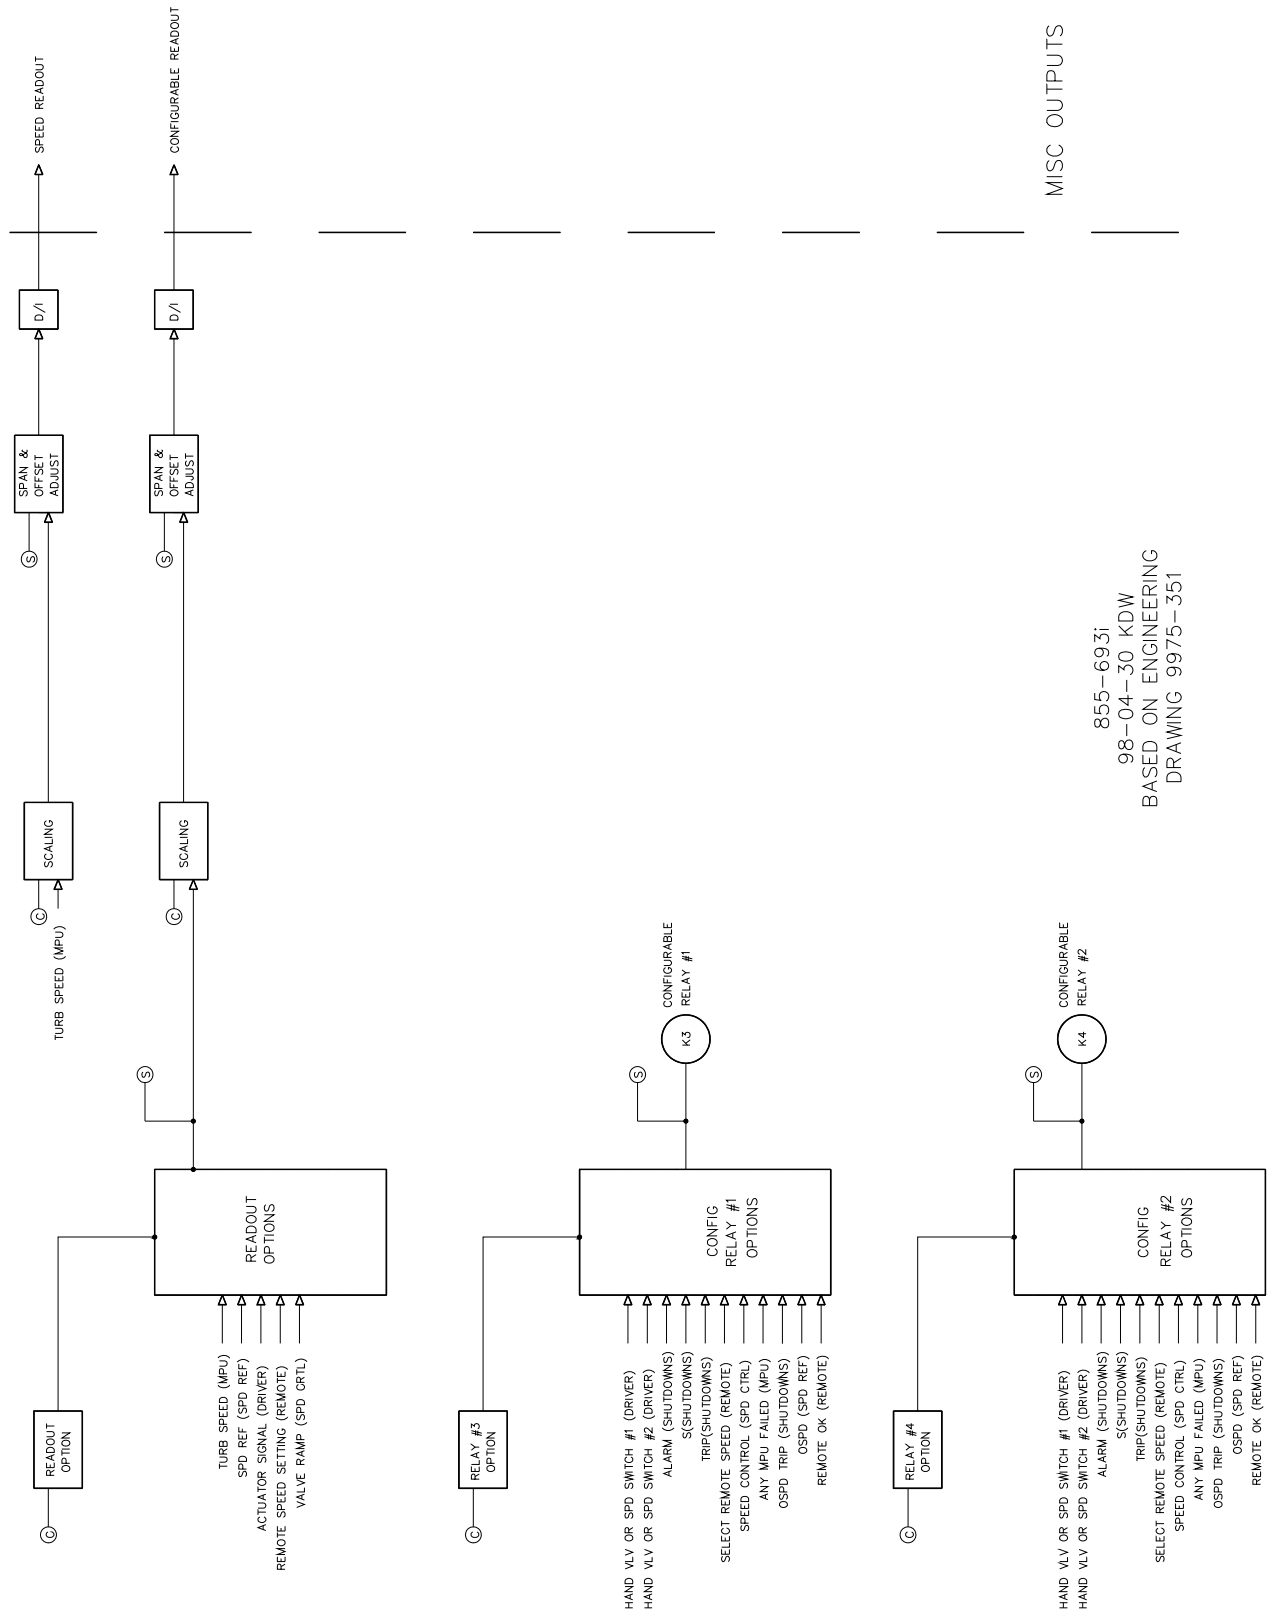 SPEED READOUT
D/I
SPAN &
OFFSET
ADJUST
S
SCALING
C
TURB SPEED (MPU)
CONFIGURABLE READOUT
D/I
SPAN &
OFFSET
ADJUST
S
SCALING
C
S
READOUT
OPTIONS
READOUT
OPTION
C
TURB SPEED (MPU)
SPD REF (SPD REF)
ACTUATOR SIGNAL (DRIVER)
REMOTE SPEED SETTING (REMOTE)
VALVE RAMP (SPD CRTL)
CONFIGURABLE
RELAY #1
K3
S
CONFIG
RELAY #1
OPTIONS
RELAY #3
OPTION
C
HAND VLV OR SPD SWITCH #1 (DRIVER)
HAND VLV OR SPD SWITCH #2 (DRIVER)
ALARM (SHUTDOWNS)
S(SHUTDOWNS)
TRIP(SHUTDOWNS)
SELECT REMOTE SPEED (REMOTE)
SPEED CONTROL (SPD CTRL)
ANY MPU FAILED (MPU)
OSPD TRIP (SHUTDOWNS)
OSPD (SPD REF)
REMOTE OK (REMOTE)
CONFIGURABLE
RELAY #2
K4
S
CONFIG
RELAY #2
OPTIONS
RELAY #4
OPTION
C
HAND VLV OR SPD SWITCH #1 (DRIVER)
HAND VLV OR SPD SWITCH #2 (DRIVER)
ALARM (SHUTDOWNS)
S(SHUTDOWNS)
TRIP(SHUTDOWNS)
SELECT REMOTE SPEED (REMOTE)
SPEED CONTROL (SPD CTRL)
ANY MPU FAILED (MPU)
OSPD TRIP (SHUTDOWNS)
OSPD (SPD REF)
REMOTE OK (REMOTE)
MISC OUTPUTS
855-693i
98-04-30 KDW
BASED ON ENGINEERING
DRAWING 9975-351